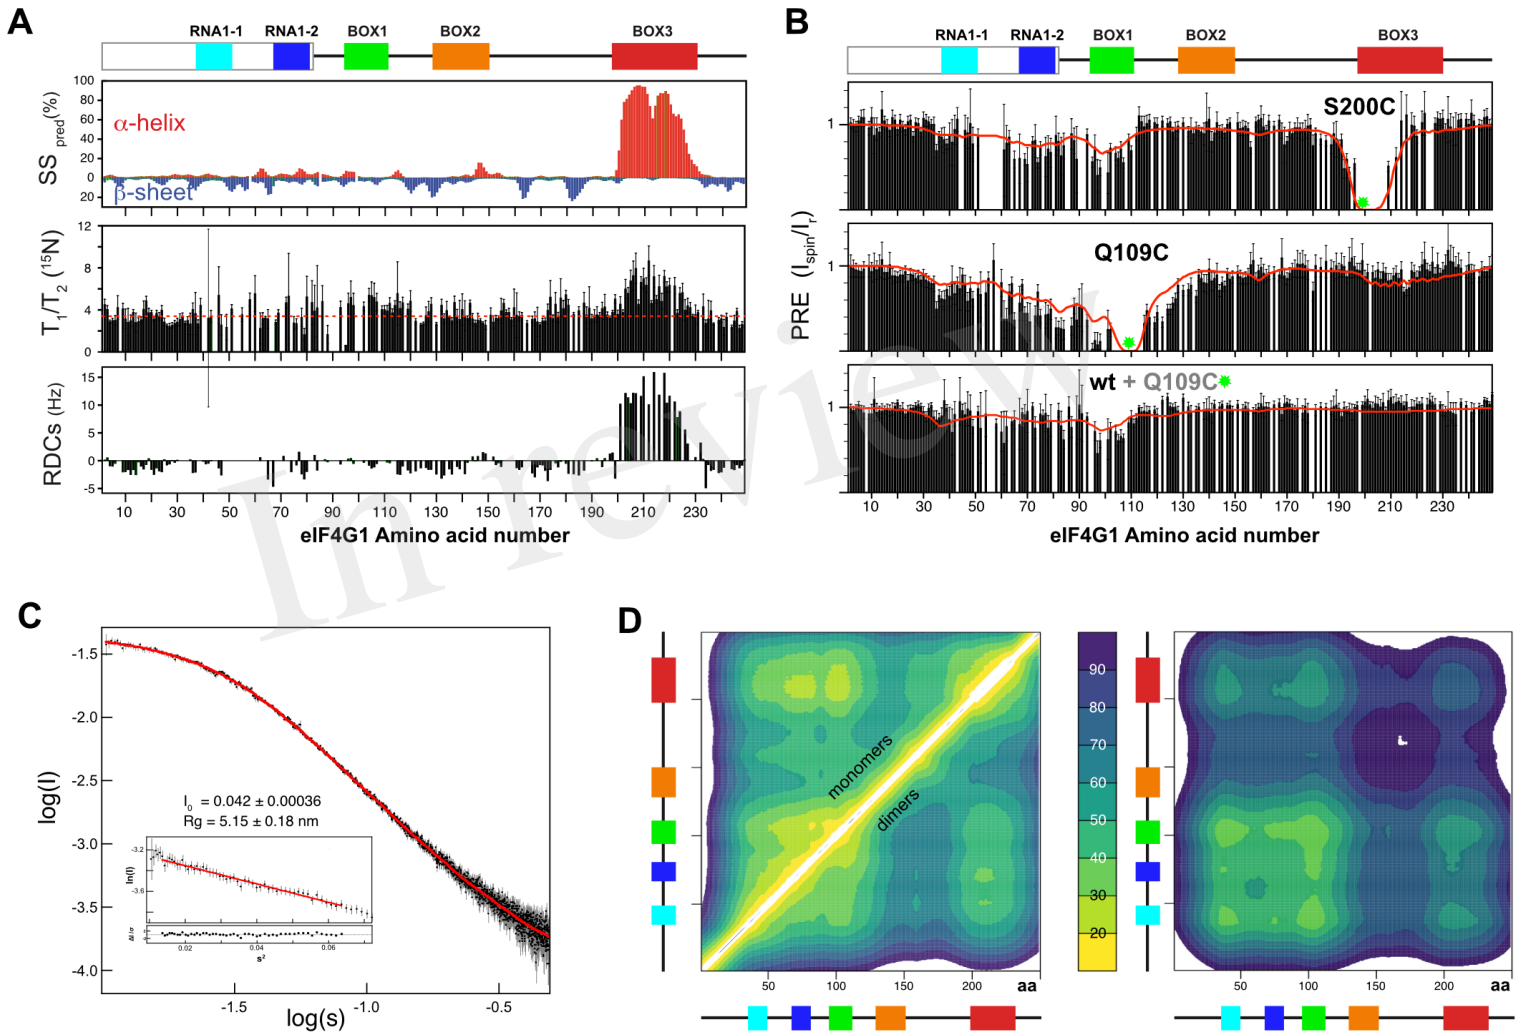 A
RNA1-1 RNA1-2 BOX1 BOX2 BOX3
SS pred (%)
100
80
60
40
20
0
20
α-helix
β-sheet
T1/T2 (15N)
12
8
4
0
RDCs (Hz)
15
10
5
0
-5
10 30 50 70 90 110 130 150 170 190 210 230
eIF4G1 Amino acid number
B
RNA1-1 RNA1-2 BOX1 BOX2 BOX3
PRE (Ispin/Ir)
1
S200C
1
Q109C
1
wt + Q109C
10 30 50 70 90 110 130 150 170 190 210 230
eIF4G1 Amino acid number
In review
C
log(I)
-1.5
-2.0
-2.5
-3.0
-3.5
-4.0
I0 = 0.042 ± 0.00036
Rg = 5.15 ± 0.18 nm
ln(I)
-3.2
-3.6
ΔI/σ
0.02 0.04 0.06
s2
-1.5 -1.0 -0.5
log(s)
D
monomers
dimers
50 100 150 200 aa
90
80
70
60
50
40
30
20
50 100 150 200 aa